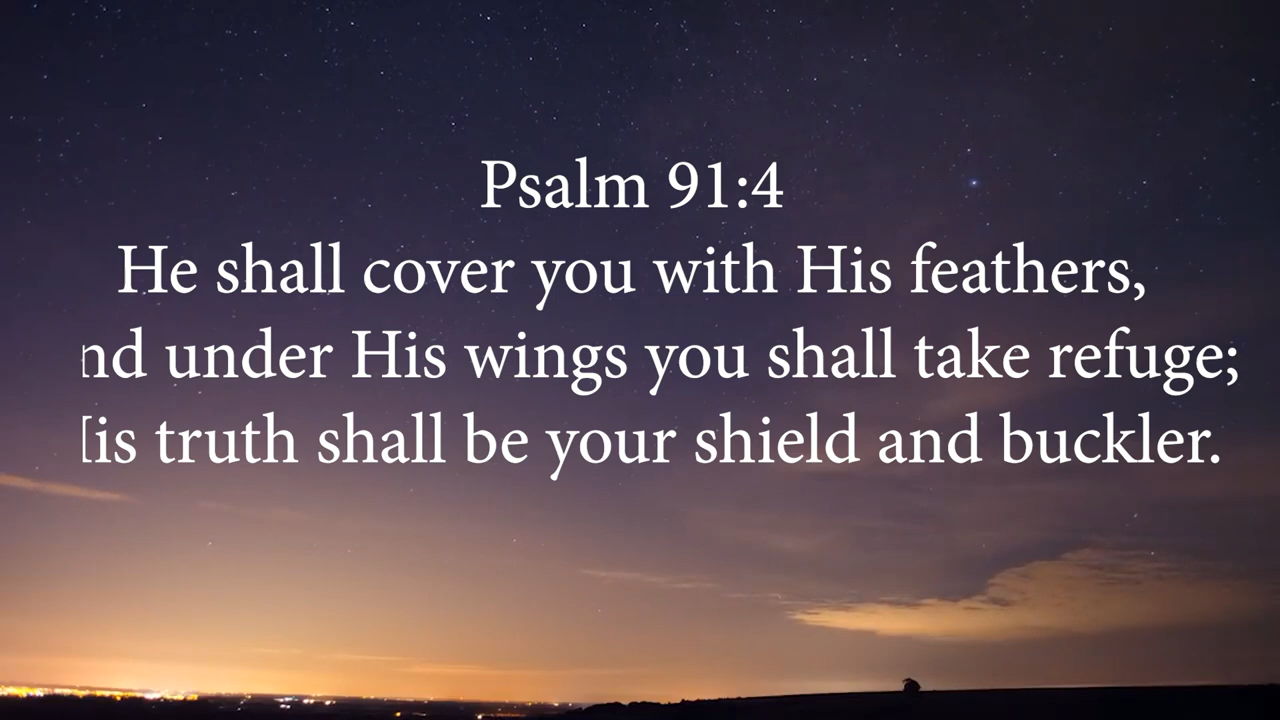 Psalm 91:4
He shall cover you with His feathers,
nd under His wings you shall take refuge;
is truth shall be your shield and buckler.